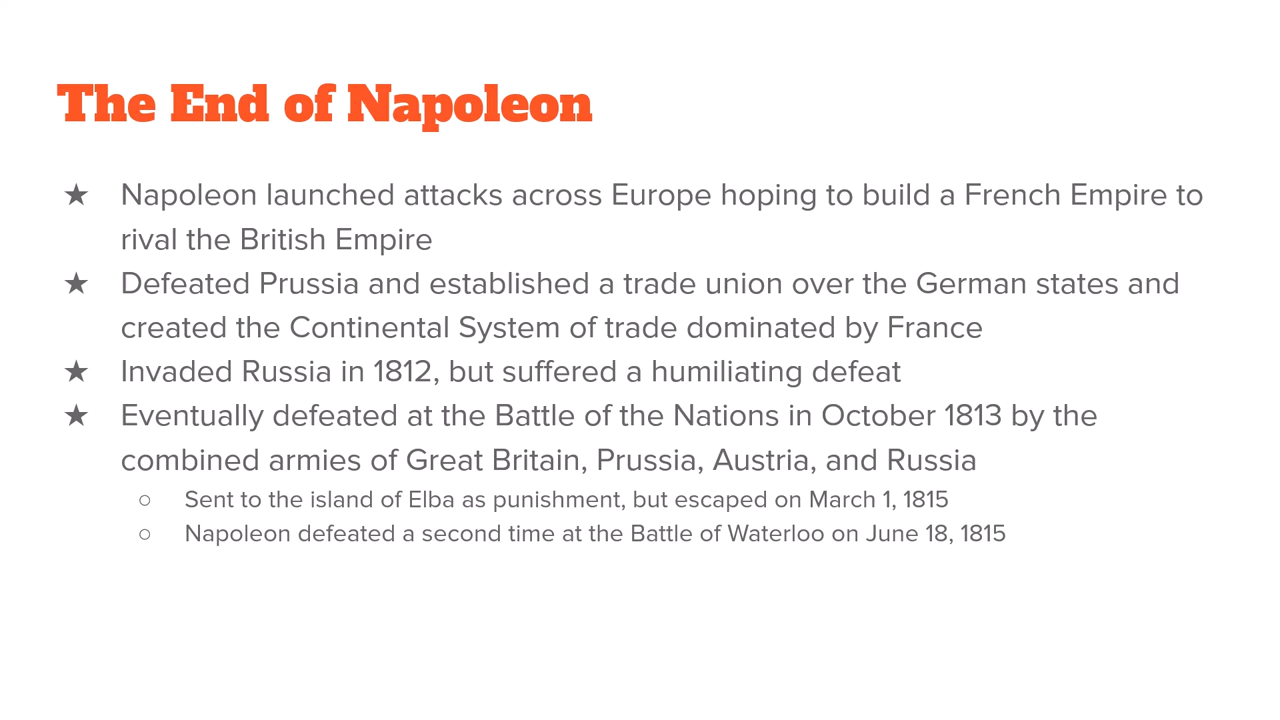 The End of Napoleon
★ Napoleon launched attacks across Europe hoping to build a French Empire to
rival the British Empire
★ Defeated Prussia and established a trade union over the German states and
created the Continental System of trade dominated by France
★ Invaded Russia in 1812, but suffered a humiliating defeat
★ Eventually defeated at the Battle of the Nations in October 1813 by the
combined armies of Great Britain, Prussia, Austria, and Russia
○ Sent to the island of Elba as punishment, but escaped on March 1, 1815
○ Napoleon defeated a second time at the Battle of Waterloo on June 18, 1815